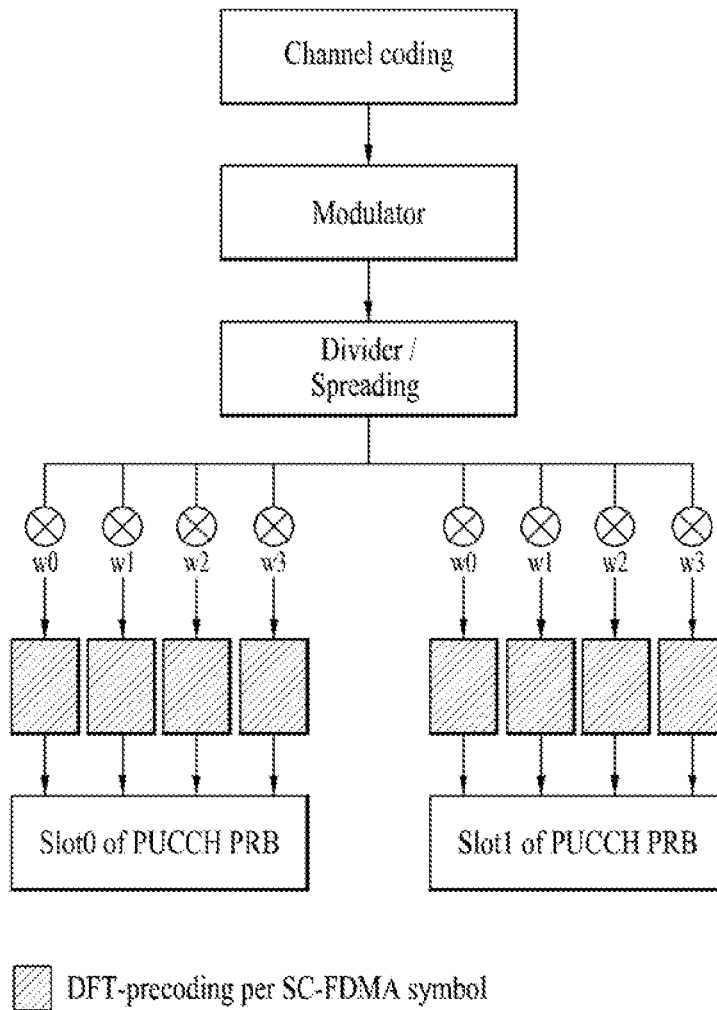 Channel coding
Modulator
Divider /
Spreading
w0 w1 w2 w3 w0 w1 w2 w3
Slot0 of PUCCH PRB Slot1 of PUCCH PRB
DFT-precoding per SC-FDMA symbol